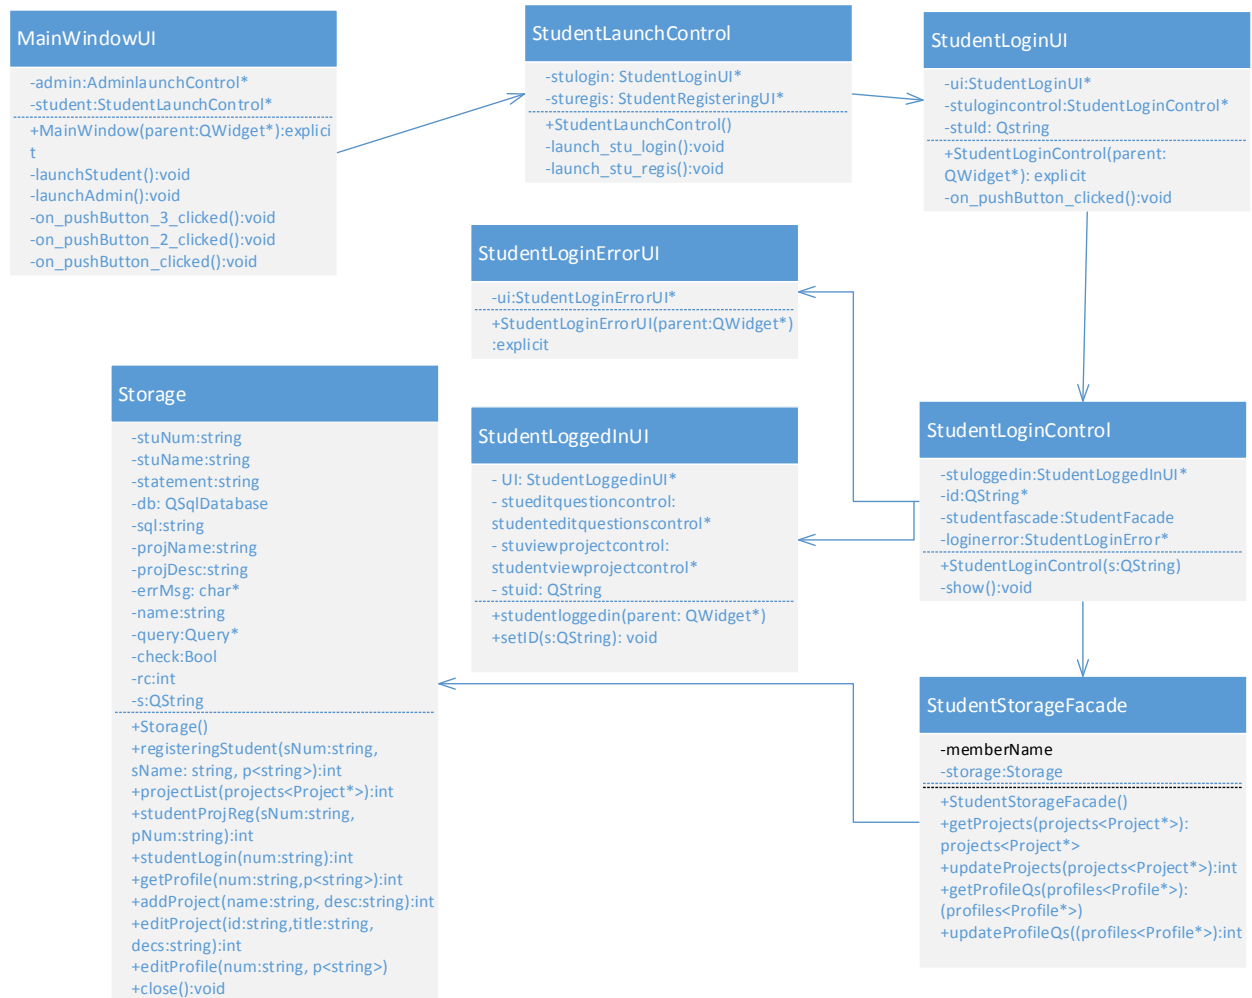 MainWindowUI
-admin:AdminlaunchControl*
-student:StudentLaunchControl*
+MainWindow(parent:QWidget*):explici
t
-launchStudent():void
-launchAdmin():void
-on_pushButton_3_clicked():void
-on_pushButton_2_clicked():void
-on_pushButton_clicked():void
StudentLaunchControl
-stulogin: StudentLoginUI*
-sturegis: StudentRegisteringUI*
+StudentLaunchControl()
-launch_stu_login():void
-launch_stu_regis():void
StudentLoginUI
-ui:StudentLoginUI*
-stulogincontrol:StudentLoginControl*
-stuId: Qstring
+StudentLoginControl(parent:
QWidget*): explicit
-on_pushButton_clicked():void
StudentLoginErrorUI
-ui:StudentLoginErrorUI*
+StudentLoginErrorUI(parent:QWidget*)
:explicit
Storage
-stuNum:string
-stuName:string
-statement:string
-db: QSqlDatabase
-sql:string
-projName:string
-projDesc:string
-errMsg: char*
-name:string
-query:Query*
-check:Bool
-rc:int
-s:QString
+Storage()
+registeringStudent(sNum:string,
sName: string, p<string>):int
+projectList(projects<Project*>):int
+studentProjReg(sNum:string,
pNum:string):int
+studentLogin(num:string):int
+getProfile(num:string,p<string>):int
+addProject(name:string, desc:string):int
+editProject(id:string,title:string,
decs:string):int
+editProfile(num:string, p<string>)
+close():void
StudentLoggedInUI
- UI: StudentLoggedinUI*
- stueditquestioncontrol:
studenteditquestionscontrol*
- stuviewprojectcontrol:
studentviewprojectcontrol*
- stuid: QString
+studentloggedin(parent: QWidget*)
+setID(s:QString): void
StudentLoginControl
-stuloggedin:StudentLoggedInUI*
-id:QString*
-studentfascade:StudentFacade
-loginerror:StudentLoginError*
+StudentLoginControl(s:QString)
-show():void
StudentStorageFacade
-memberName
-storage:Storage
+StudentStorageFacade()
+getProjects(projects<Project*>):
projects<Project*>
+updateProjects(projects<Project*>):int
+getProfileQs(profiles<Profile*>):
(profiles<Profile*>)
+updateProfileQs((profiles<Profile*>):int